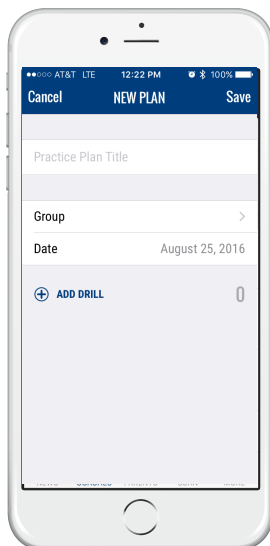 AT&T LTE 12:22 PM 100%
Cancel NEW PLAN Save
Practice Plan Title
Group
Date August 25, 2016
ADD DRILL 0